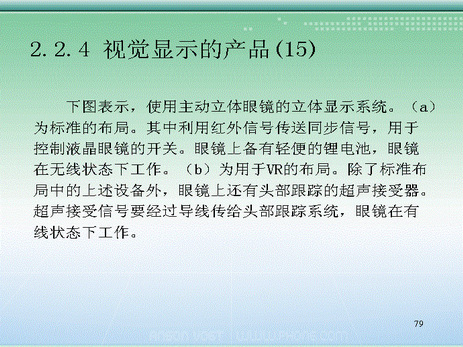 2.2.4 视觉显示的产品(15)
下图表示，使用主动立体眼镜的立体显示系统。（a）
为标准的布局。其中利用红外信号传送同步信号，用于
控制液晶眼镜的开关。眼镜上备有轻便的锂电池，眼镜
在无线状态下工作。（b）为用于VR的布局。除了标准布
局中的上述设备外，眼镜上还有头部跟踪的超声接受器。
超声接受信号要经过导线传给头部跟踪系统，眼镜在有
线状态下工作。
79